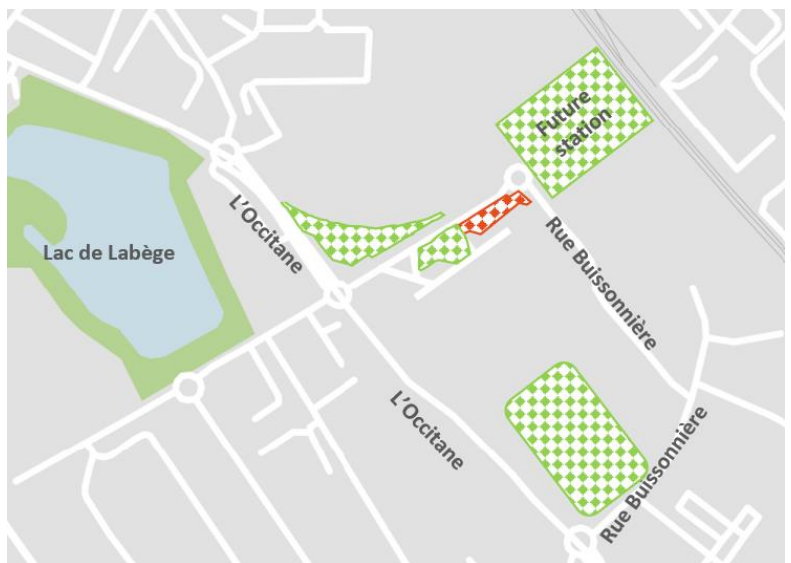 Future
station
L'Occitane
Lac de Labège
Rue Buissonnière
L'Occitane
Rue Buissonnière